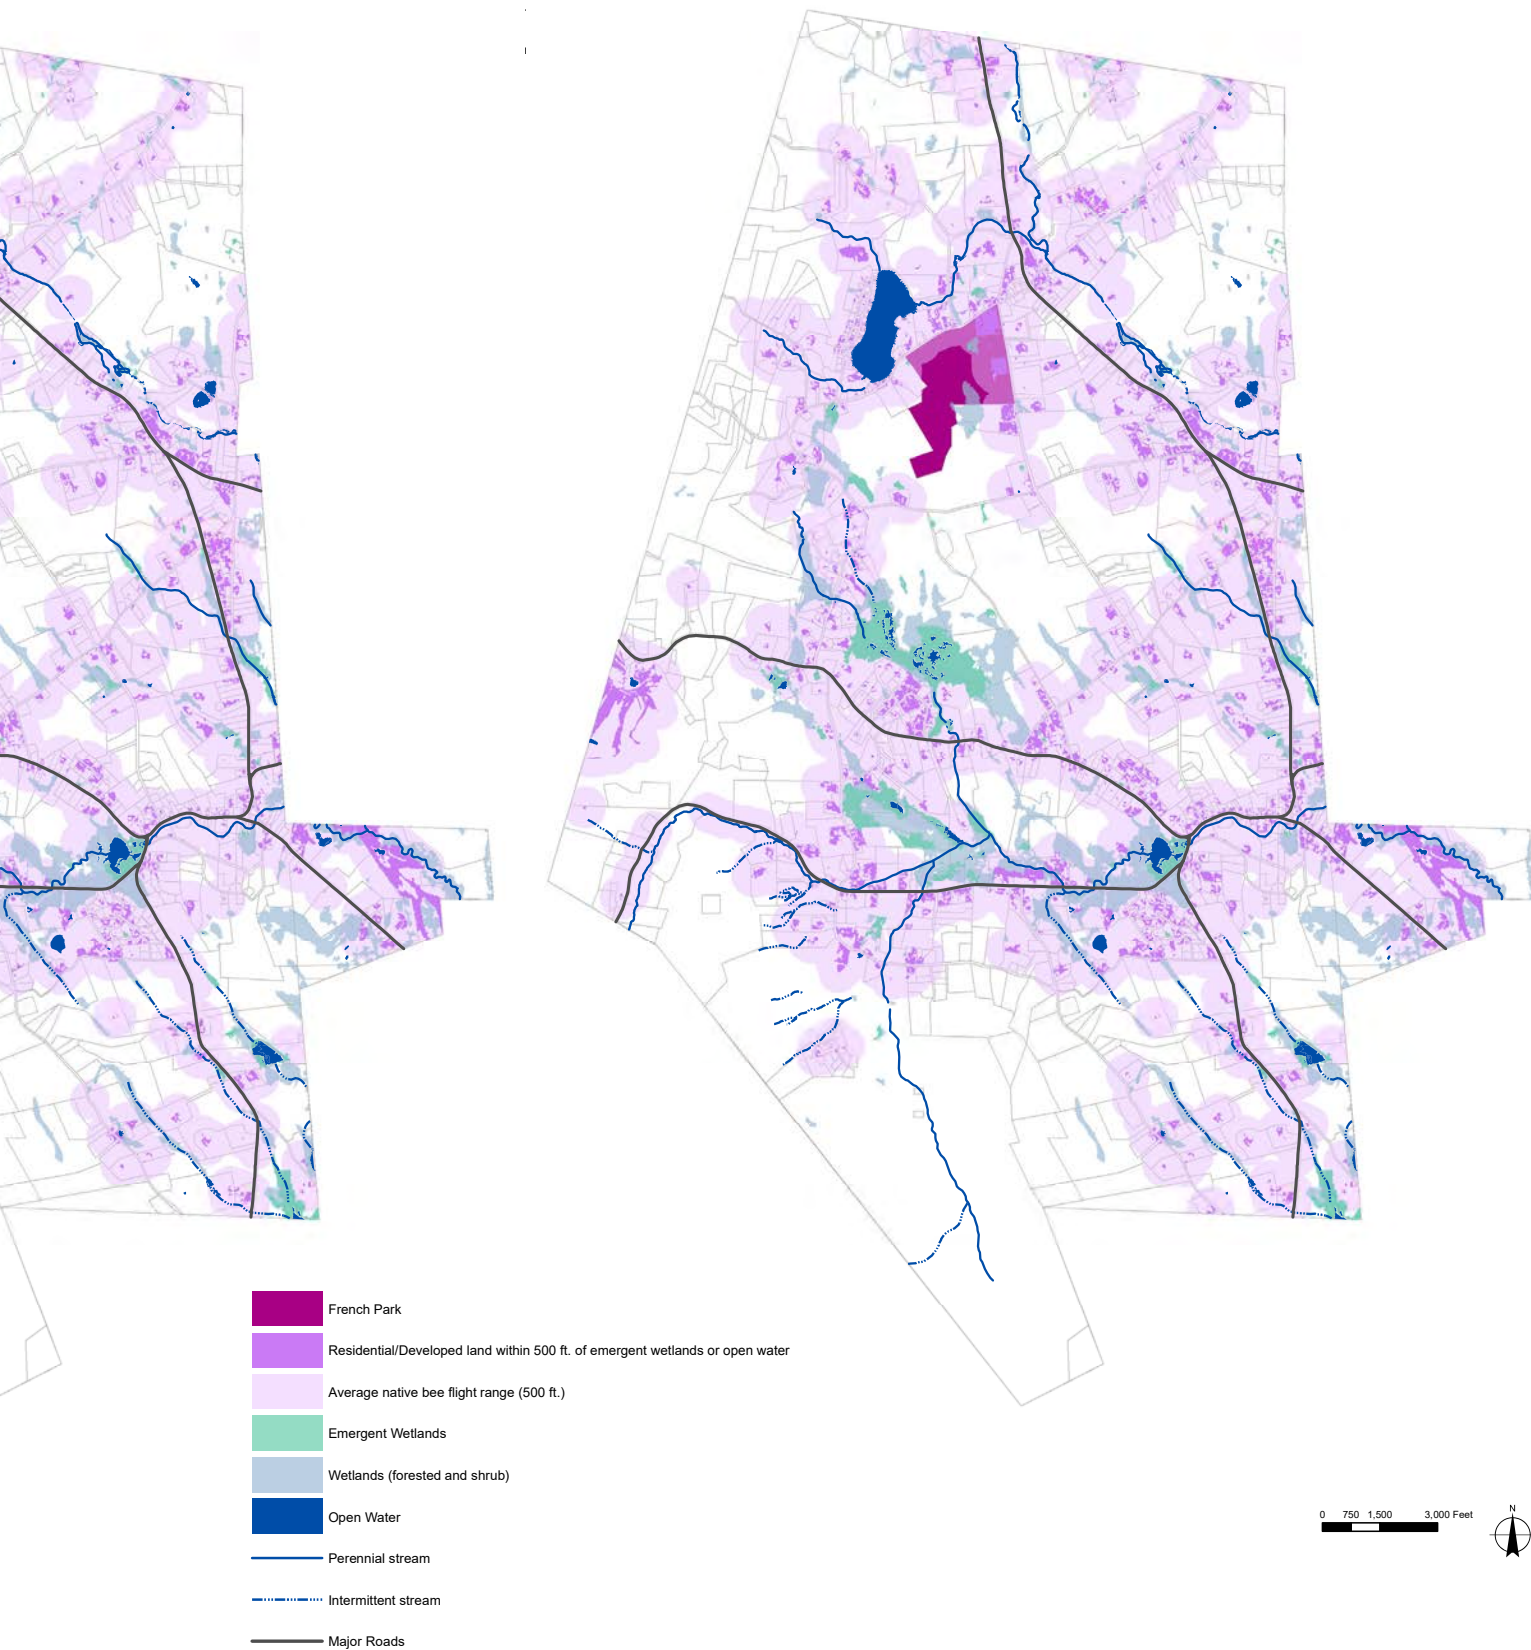 French Park
Residential/Developed land within 500 ft. of emergent wetlands or open water
Average native bee flight range (500 ft.)
Emergent Wetlands
Wetlands (forested and shrub)
Open Water
Perennial stream
Intermittent stream
Major Roads
0 750 1,500 3,000 Feet
N